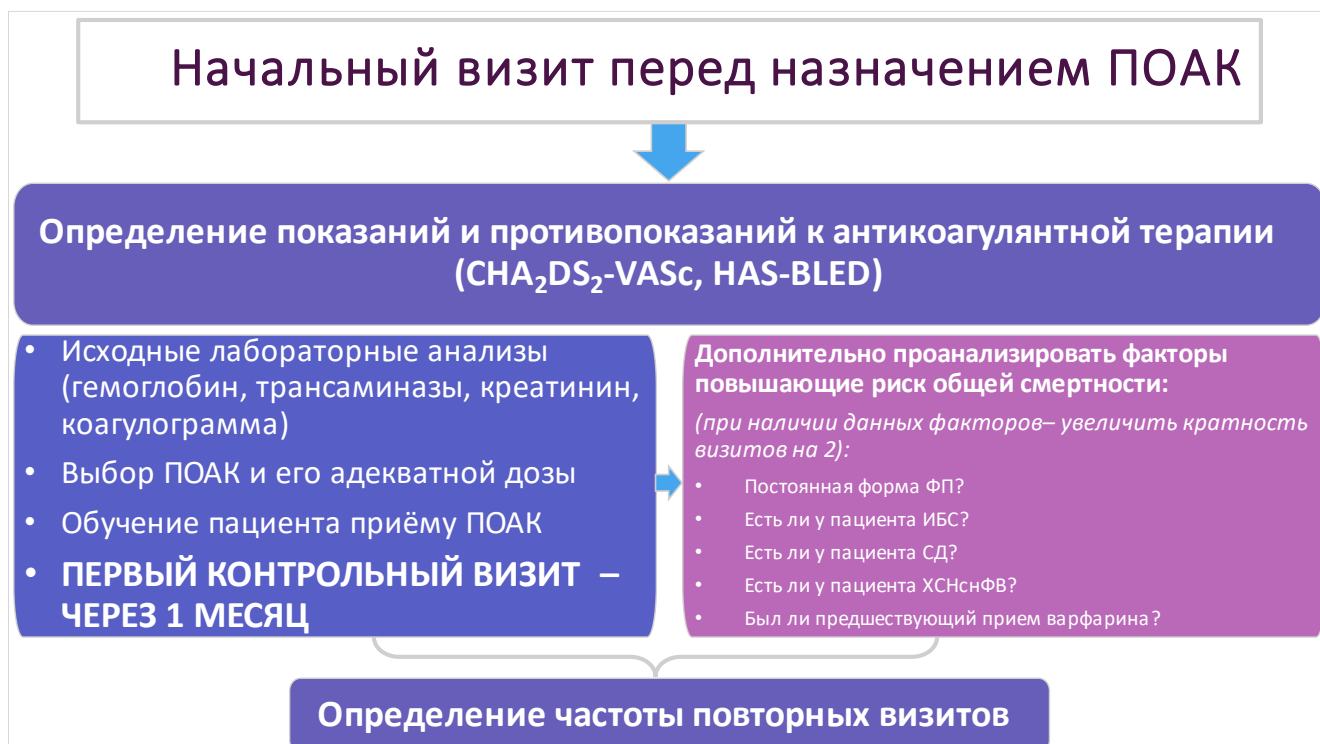 Начальный визит перед назначением ПОАК
Определение показаний и противопоказаний к антикоагулянтной терапии
(CHA₂DS₂-VASc, HAS-BLED)
• Исходные лабораторные анализы
(гемоглобин, трансаминазы, креатинин,
коагулограмма)
• Выбор ПОАК и его адекватной дозы
• Обучение пациента приёму ПОАК
• ПЕРВЫЙ КОНТРОЛЬНЫЙ ВИЗИТ –
ЧЕРЕЗ 1 МЕСЯЦ
Дополнительно проанализировать факторы
повышающие риск общей смертности:
(при наличии данных факторов– увеличить кратность
визитов на 2):
• Постоянная форма ФП?
• Есть ли у пациента ИБС?
• Есть ли у пациента СД?
• Есть ли у пациента ХСНснФВ?
• Был ли предшествующий прием варфарина?
Определение частоты повторных визитов